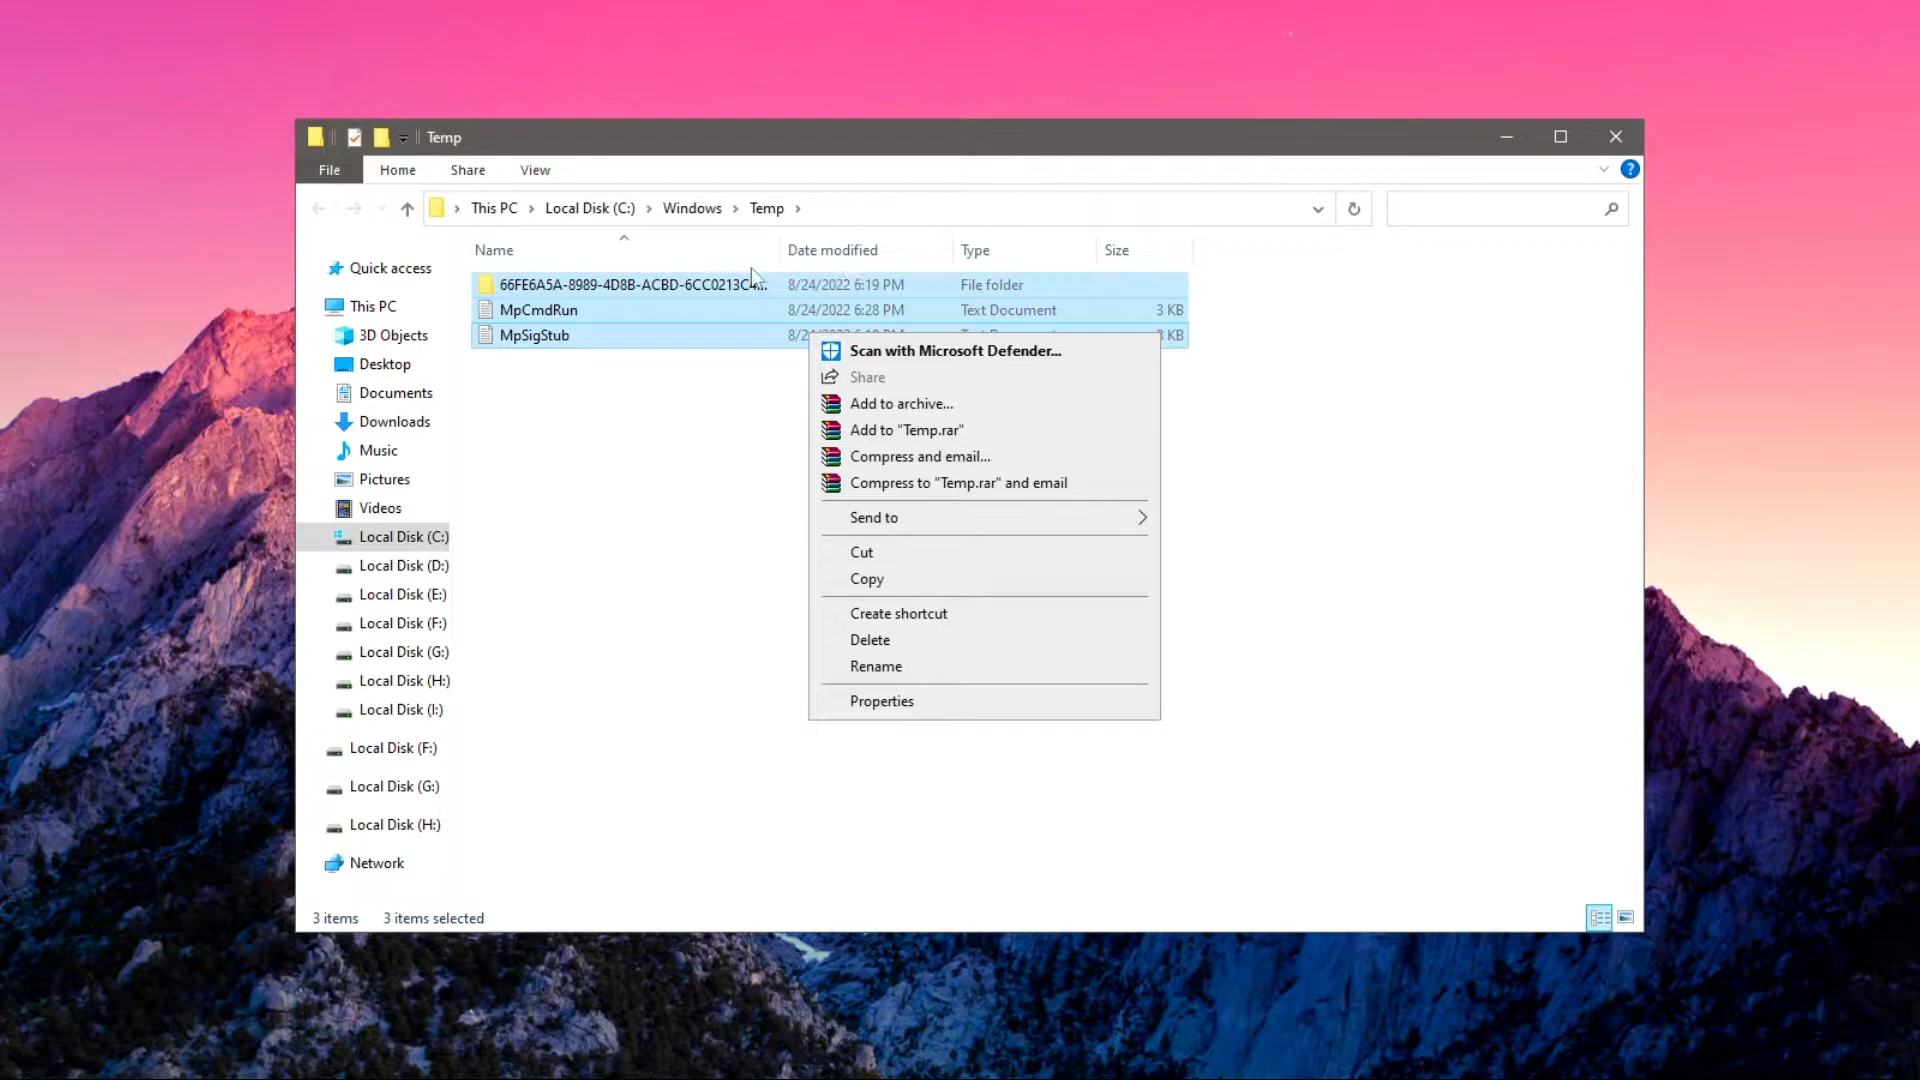 Temp
File Home Share View
This PC Local Disk (C:) Windows Temp
Name Date modified Type Size
Quick access
This PC
3D Objects
Desktop
Documents
Downloads
Music
Pictures
Videos
Local Disk (C:)
Local Disk (D:)
Local Disk (E:)
Local Disk (F:)
Local Disk (G:)
Local Disk (H:)
Local Disk (I:)
Local Disk (F:)
Local Disk (G:)
Local Disk (H:)
Network
66FE6A5A-8989-4D8B-ACBD-6CC0213C4... 8/24/2022 6:19 PM File folder
MpCmdRun 8/24/2022 6:28 PM Text Document 3 KB
MpSigStub KB
Scan with Microsoft Defender...
Share
Add to archive...
Add to "Temp.rar"
Compress and email...
Compress to "Temp.rar" and email
Send to
Cut
Copy
Create shortcut
Delete
Rename
Properties
3 items 3 items selected